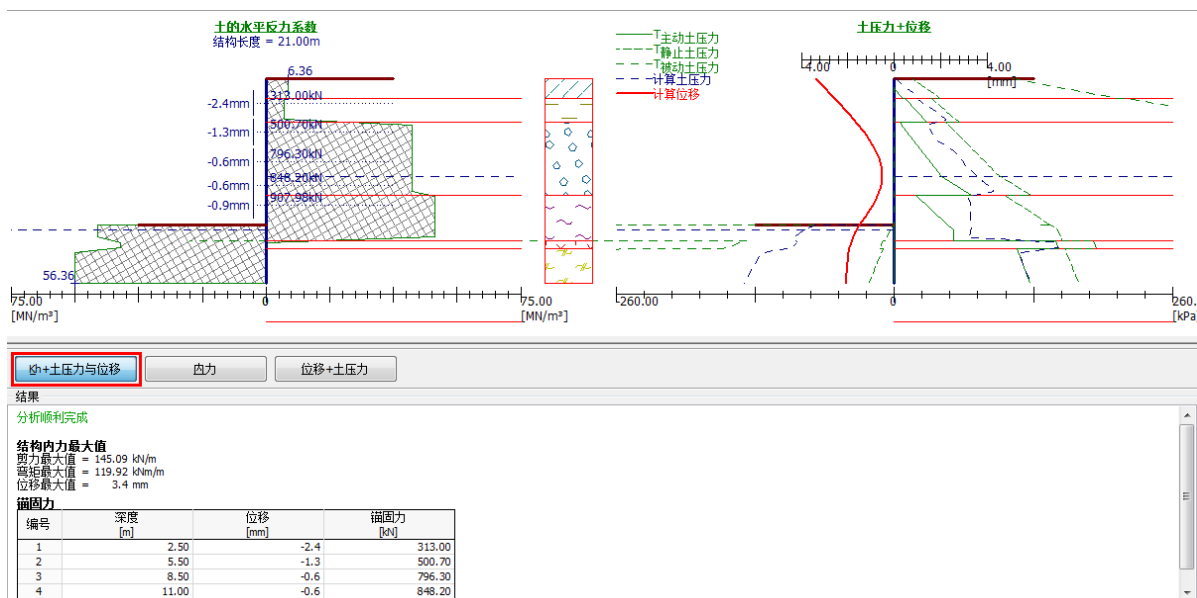 土的水平反力系数
结构长度 = 21.00m
6.36
313.00kN
-2.4mm
500.70kN
-1.3mm
796.30kN
-0.6mm
848.20kN
-0.6mm
907.98kN
-0.9mm
56.36
75.00
0
75.00
[MN/m³]
[MN/m³]
土压力+位移
T主动土压力
T静止土压力
T被动土压力
计算土压力
计算位移
-4.00
0
4.00
[mm]
-260.00
0
260.00
[kPa]
Kh+土压力与位移
内力
位移+土压力
结果
分析顺利完成
结构内力最大值
剪力最大值 = 145.09 kN/m
弯矩最大值 = 119.92 kNm/m
位移最大值 = 3.4 mm
锚固力
编号 深度 位移 锚固力
[m] [mm] [kN]
1 2.50 -2.4 313.00
2 5.50 -1.3 500.70
3 8.50 -0.6 796.30
4 11.00 -0.6 848.20